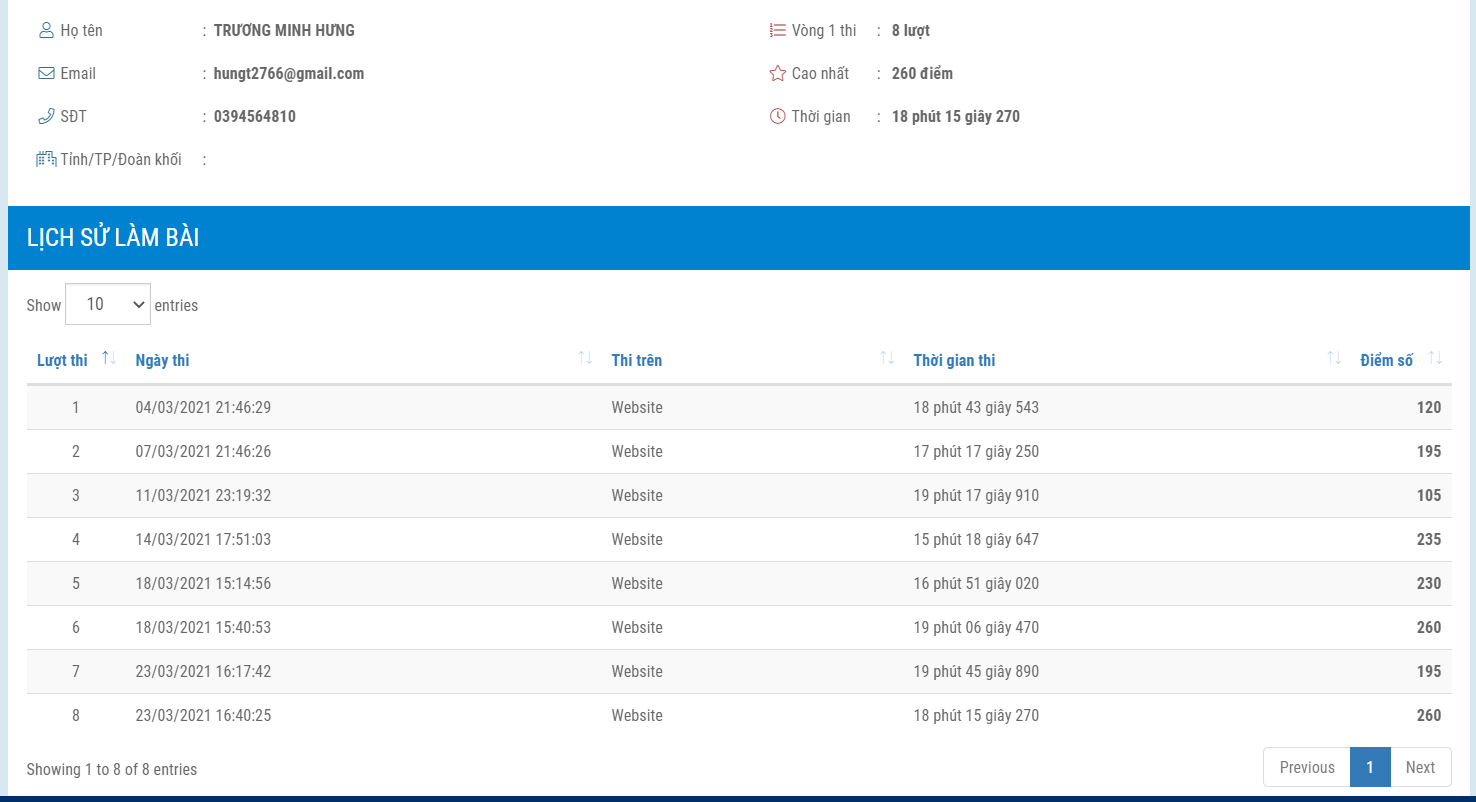 Họ tên : TRƯƠNG MINH HƯNG
Vòng 1 thi : 8 lượt
Email : hungt2766@gmail.com
Cao nhất : 260 điểm
SĐT : 0394564810
Thời gian : 18 phút 15 giây 270
Tỉnh/TP/Đoàn khối :
LỊCH SỬ LÀM BÀI
Show 10 entries
Lượt thi Ngày thi Thi trên Thời gian thi Điểm số
1 04/03/2021 21:46:29 Website 18 phút 43 giây 543 120
2 07/03/2021 21:46:26 Website 17 phút 17 giây 250 195
3 11/03/2021 23:19:32 Website 19 phút 17 giây 910 105
4 14/03/2021 17:51:03 Website 15 phút 18 giây 647 235
5 18/03/2021 15:14:56 Website 16 phút 51 giây 020 230
6 18/03/2021 15:40:53 Website 19 phút 06 giây 470 260
7 23/03/2021 16:17:42 Website 19 phút 45 giây 890 195
8 23/03/2021 16:40:25 Website 18 phút 15 giây 270 260
Showing 1 to 8 of 8 entries
Previous 1 Next